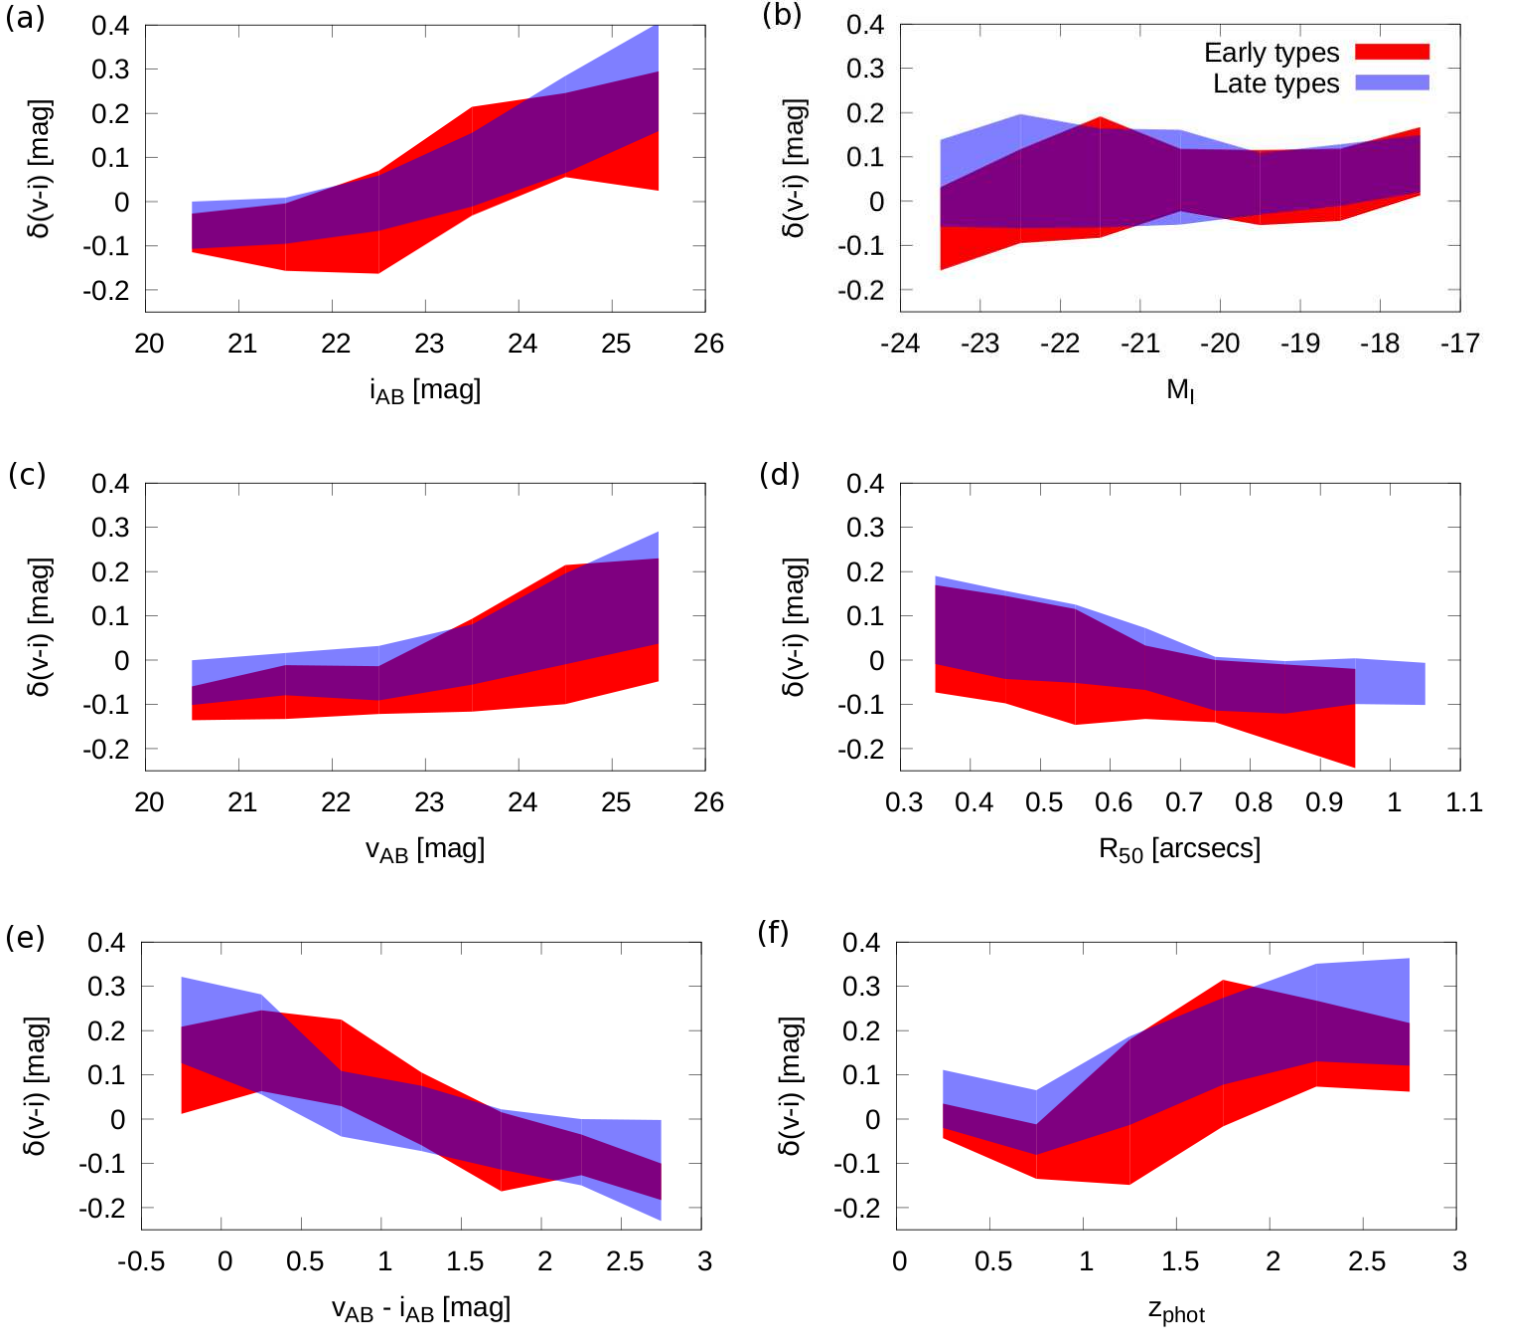 (a)
0.4
0.3
0.2
0.1
0
-0.1
-0.2
δ(v-i) [mag]
20 21 22 23 24 25 26
iAB [mag]
(b)
0.4
0.3
0.2
0.1
0
-0.1
-0.2
δ(v-i) [mag]
Early types
Late types
-24 -23 -22 -21 -20 -19 -18 -17
MI
(c)
0.4
0.3
0.2
0.1
0
-0.1
-0.2
δ(v-i) [mag]
20 21 22 23 24 25 26
vAB [mag]
(d)
0.4
0.3
0.2
0.1
0
-0.1
-0.2
δ(v-i) [mag]
0.3 0.4 0.5 0.6 0.7 0.8 0.9 1 1.1
R50 [arcsecs]
(e)
0.4
0.3
0.2
0.1
0
-0.1
-0.2
δ(v-i) [mag]
-0.5 0 0.5 1 1.5 2 2.5 3
vAB - iAB [mag]
(f)
0.4
0.3
0.2
0.1
0
-0.1
-0.2
δ(v-i) [mag]
0 0.5 1 1.5 2 2.5 3
zphot